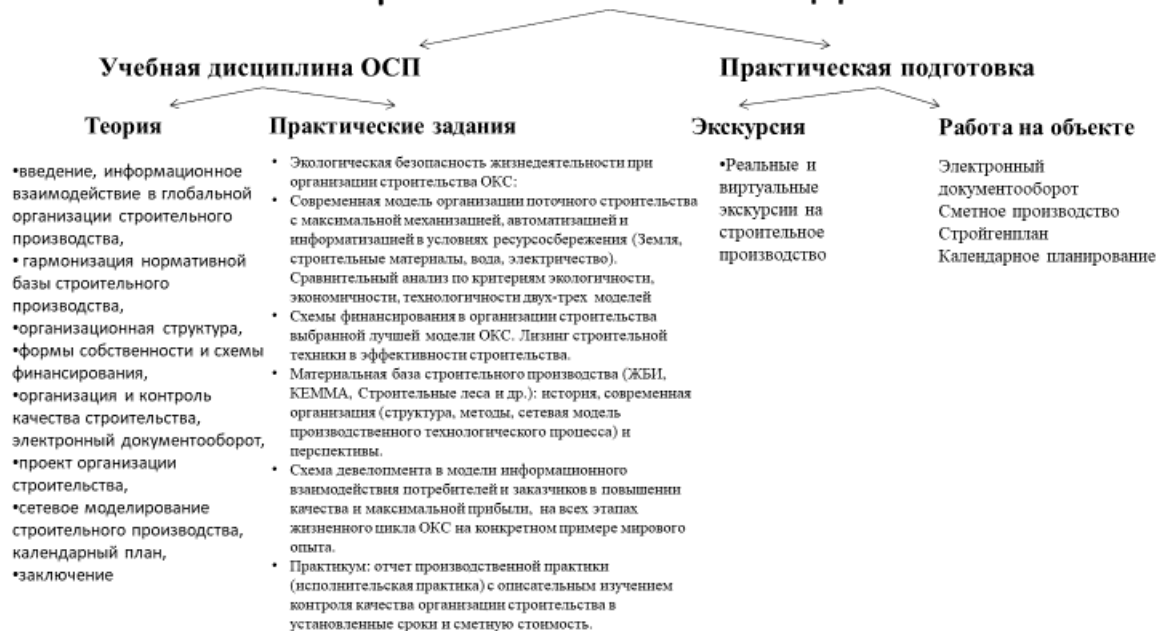 Учебная дисциплина ОСП
Практическая подготовка
Теория
•введение, информационное
взаимодействие в глобальной
организации строительного
производства,
• гармонизация нормативной
базы строительного
производства,
•организационная структура,
•формы собственности и схемы
финансирования,
•организация и контроль
качества строительства,
электронный документооборот,
•проект организации
строительства,
•сетевое моделирование
строительного производства,
календарный план,
•заключение
Практические задания
• Экологическая безопасность жизнедеятельности при
организации строительства ОКС:
• Современная модель организации поточного строительства
с максимальной механизацией, автоматизацией и
информатизацией в условиях ресурсосбережения (Земля,
строительные материалы, вода, электричество).
Сравнительный анализ по критериям экологичности,
экономичности, технологичности двух-трех моделей
• Схемы финансирования в организации строительства
выбранной лучшей модели ОКС. Лизинг строительной
техники в эффективности строительства.
• Материальная база строительного производства (ЖБИ,
КЕММА, Строительные леса и др.): история, современная
организация (структура, методы, сетевая модель
производственного технологического процесса) и
перспективы.
• Схема девелопмента в модели информационного
взаимодействия потребителей и заказчиков в повышении
качества и максимальной прибыли, на всех этапах
жизненного цикла ОКС на конкретном примере мирового
опыта.
• Практикум: отчет производственной практики
(исполнительская практика) с описательным изучением
контроля качества организации строительства в
установленные сроки и сметную стоимость.
Экскурсия
•Реальные и
виртуальные
экскурсии на
строительное
производство
Работа на объекте
Электронный
документооборот
Сметное производство
Стройгенплан
Календарное планирование